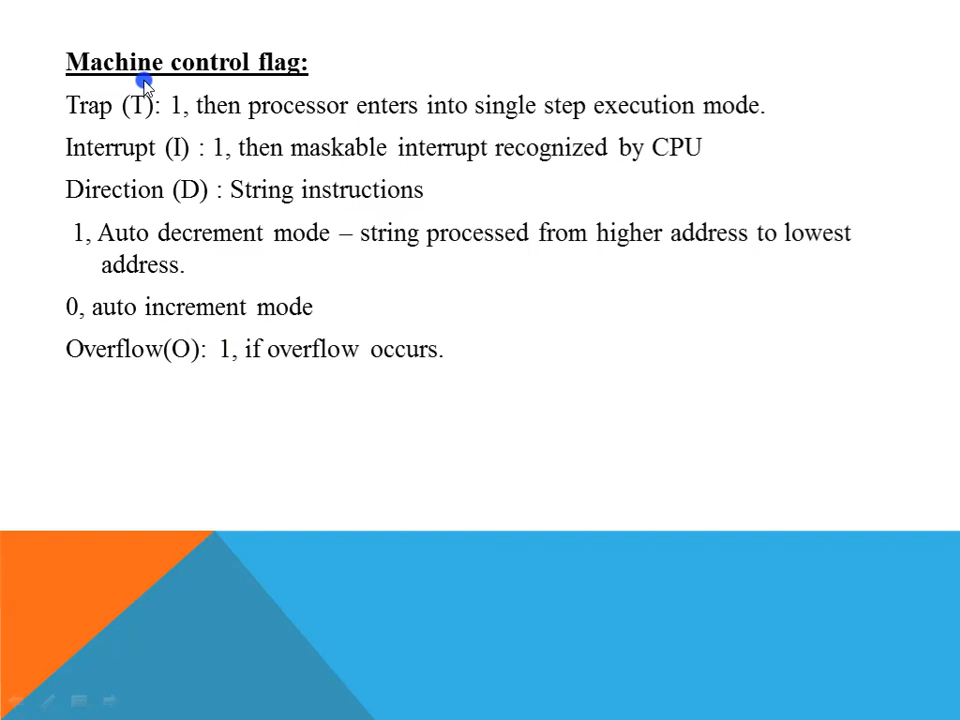 Machine control flag:
Trap (T): 1, then processor enters into single step execution mode.
Interrupt (I) : 1, then maskable interrupt recognized by CPU
Direction (D) : String instructions
1, Auto decrement mode – string processed from higher address to lowest
address.
0, auto increment mode
Overflow(O): 1, if overflow occurs.